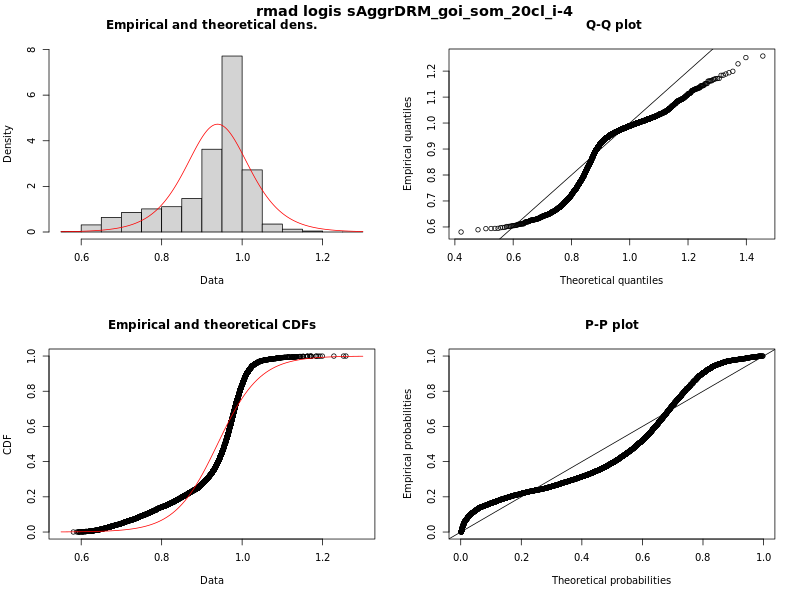 rmad logis sAggrDRM_goi_som_20cl_i-4
Empirical and theoretical dens.
Density
0 2 4 6 8
0.6 0.8 1.0 1.2
Data
Q-Q plot
Empirical quantiles
0.6 0.7 0.8 0.9 1.0 1.1 1.2
0.4 0.6 0.8 1.0 1.2 1.4
Theoretical quantiles
Empirical and theoretical CDFs
CDF
0.0 0.2 0.4 0.6 0.8 1.0
0.6 0.8 1.0 1.2
Data
P-P plot
Empirical probabilities
0.0 0.2 0.4 0.6 0.8 1.0
0.0 0.2 0.4 0.6 0.8 1.0
Theoretical probabilities